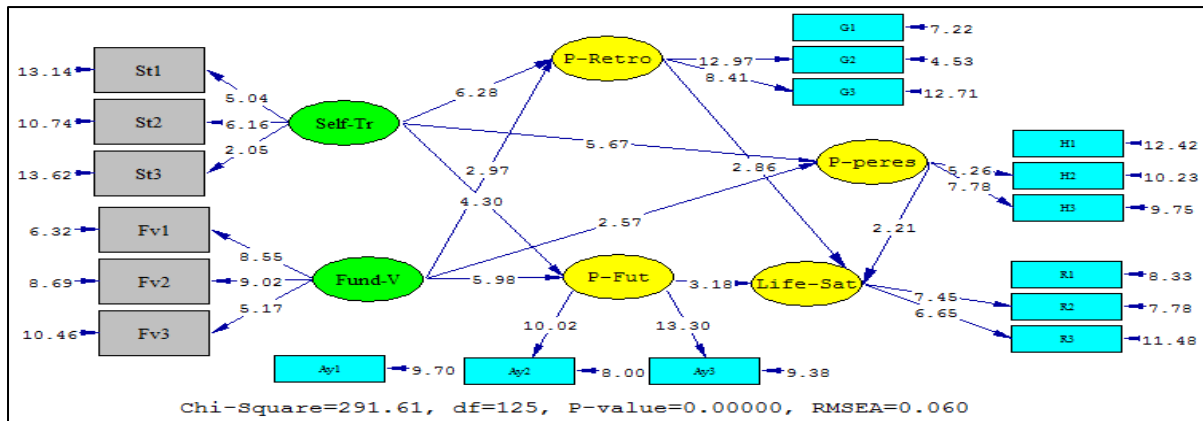 G1
7.22
P-Retro
12.97
G2
4.53
8.41
G3
12.71
13.14
St1
5.04
6.28
10.74
St2
6.16
Self-Tr
5.67
13.62
St3
2.05
2.97
4.30
2.86
P-peres
H1
12.42
5.26
H2
10.23
7.78
H3
9.75
6.32
Fv1
8.55
2.57
2.21
8.69
Fv2
9.02
Fund-V
5.98
P-Fut
3.18
Life-Sat
10.46
Fv3
5.17
R1
8.33
7.45
R2
7.78
6.65
R3
11.48
10.02
13.30
Ay1
9.70
Ay2
8.00
Ay3
9.38
Chi-Square=291.61, df=125, P-value=0.00000, RMSEA=0.060